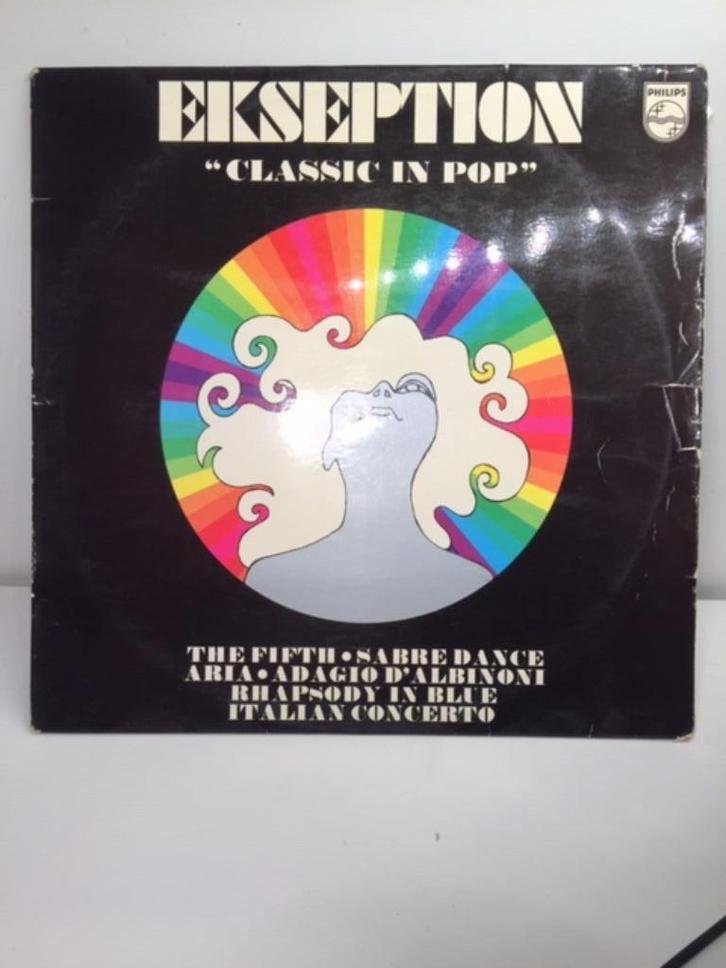 EKSEPTION
PHILIPS
“CLASSIC IN POP”
THE FIFTH • SABRE DANCE
ARIA • ADAGIO D’ALBINONI
RHAPSODY IN BLUE
ITALIAN CONCERTO